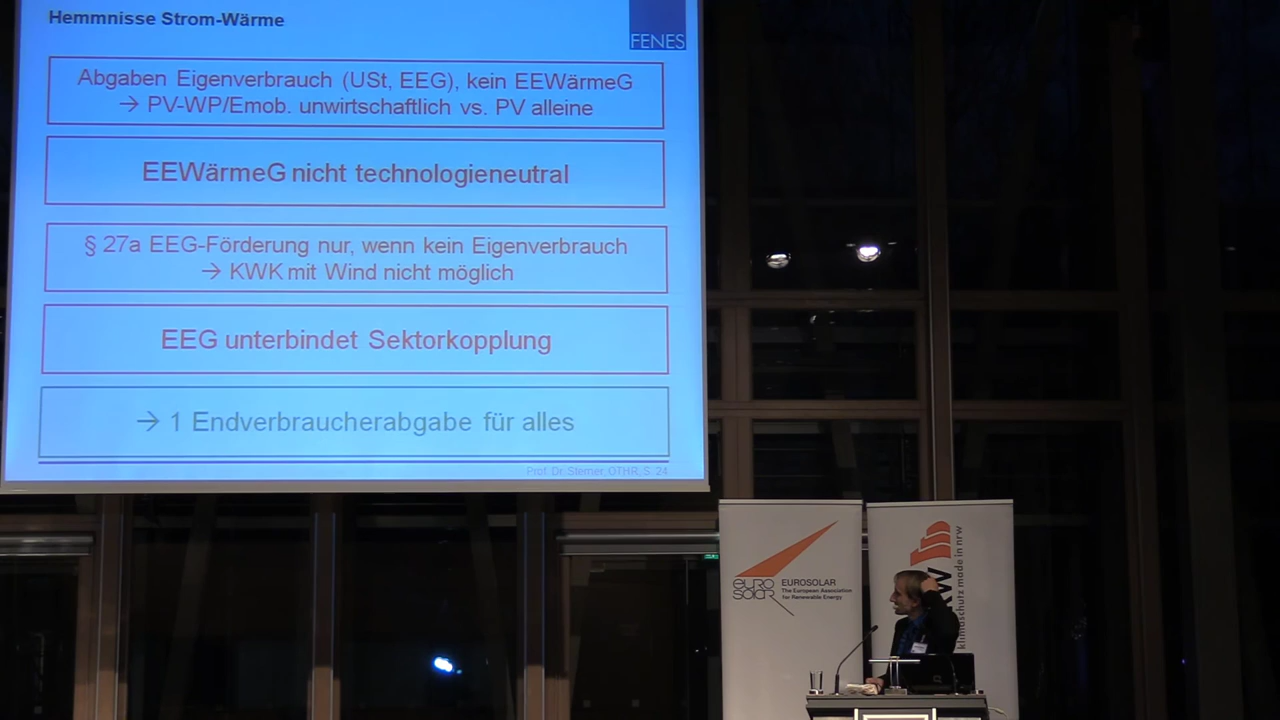 Hemmnisse Strom-Wärme
FENES
Abgaben Eigenverbrauch (USt, EEG), kein EEWärmeG
→ PV-WP/Emob. unwirtschaftlich vs. PV alleine
EEWärmeG nicht technologieneutral
§ 27a EEG-Förderung nur, wenn kein Eigenverbrauch
→ KWK mit Wind nicht möglich
EEG unterbindet Sektorkopplung
→ 1 Endverbraucherabgabe für alles
Prof. Dr. Sterner, OTHR, S. 24
EURO
SOLAR
EUROSOLAR
The European Association
for Renewable Energy
klimaschutz made in nrw